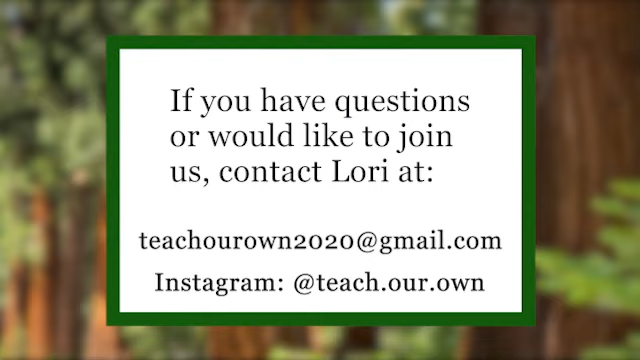 If you have questions
or would like to join
us, contact Lori at:
teachourown2020@gmail.com
Instagram: @teach.our.own